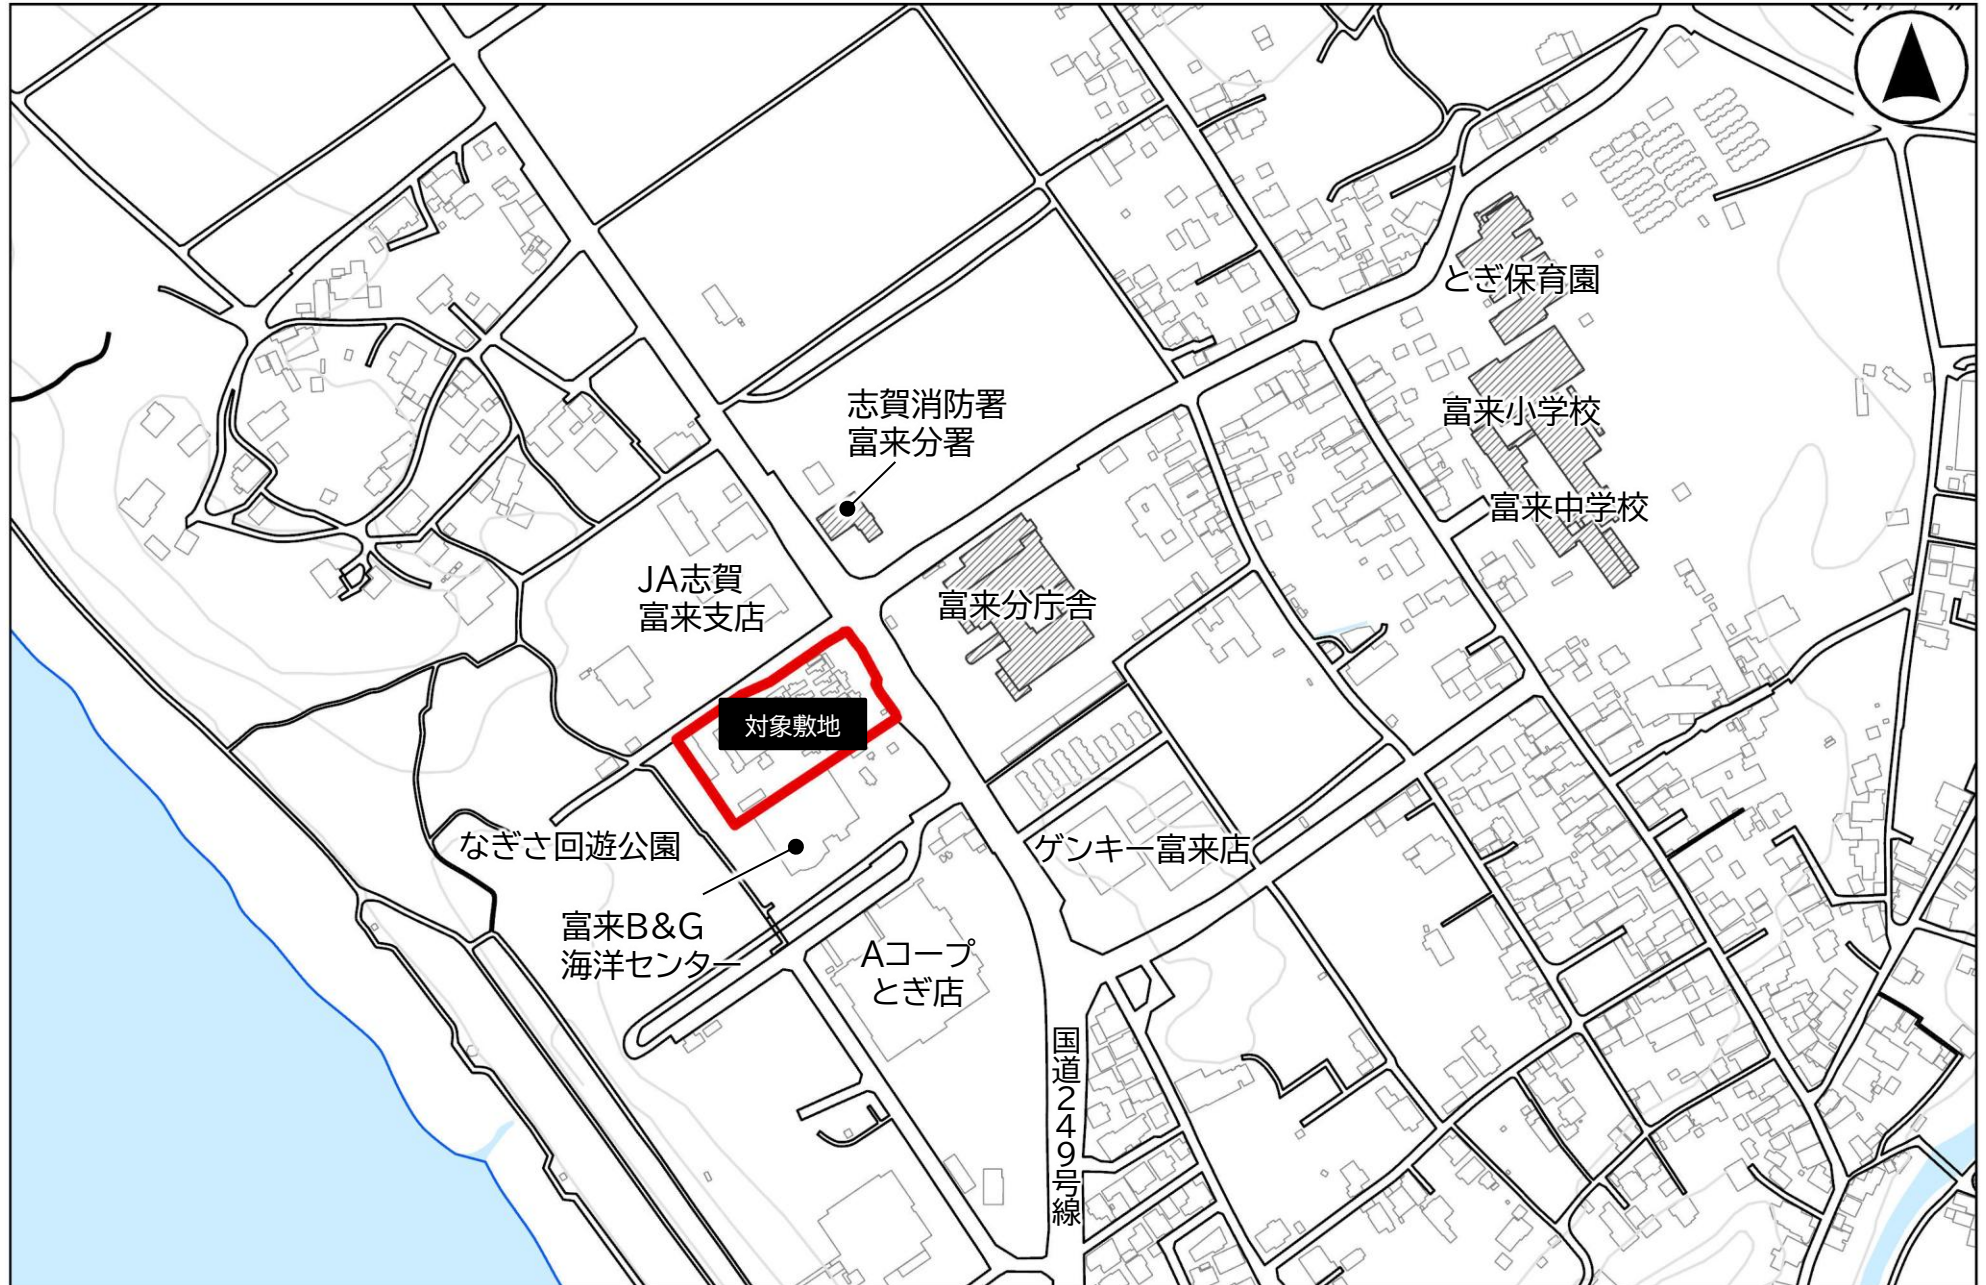 とぎ保育園
志賀消防署
富来分署
富来小学校
富来中学校
JA志賀
富来支店
富来分庁舎
対象敷地
なぎさ回遊公園
ゲンキー富来店
富来B&G
海洋センター
Aコープ
とぎ店
国道249号線